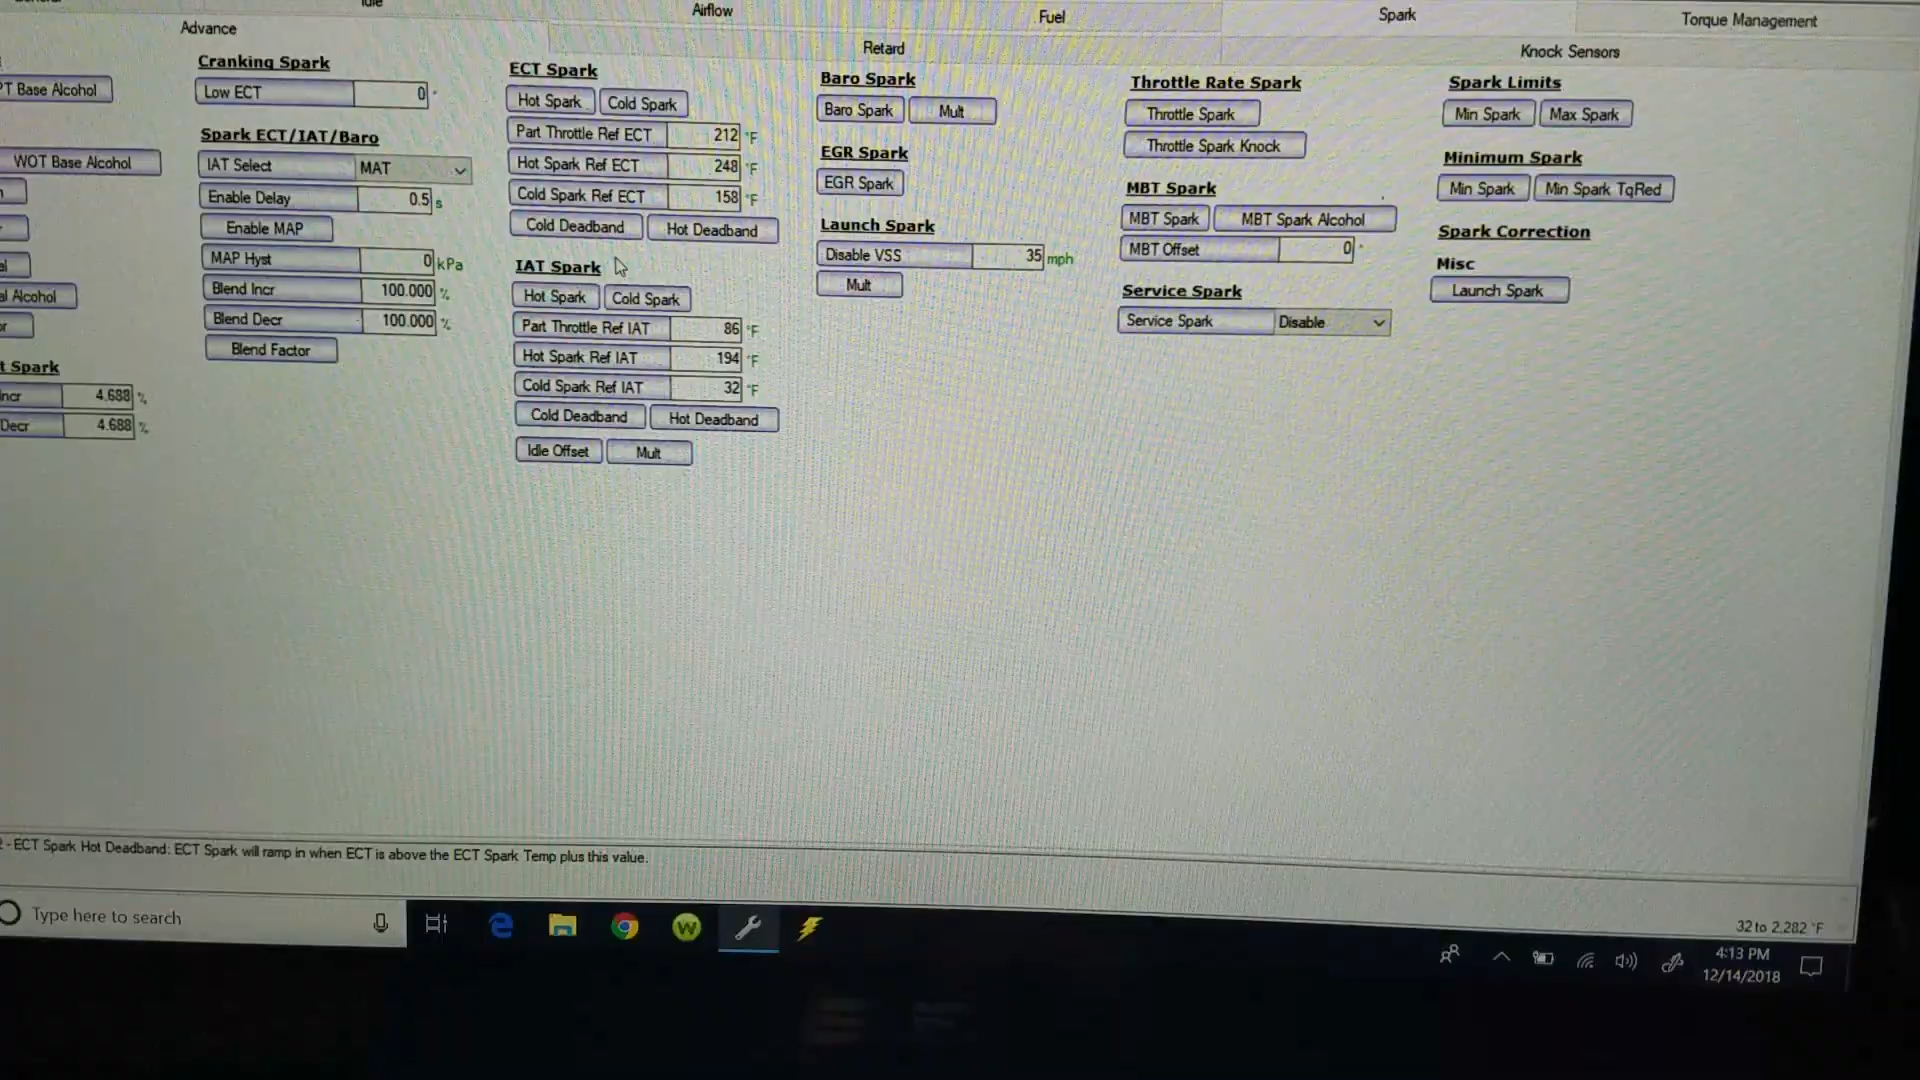 Idle
Airflow
Fuel
Spark
Torque Management
Advance
Retard
Knock Sensors
Base Alcohol
WOT Base Alcohol
Alcohol
Spark
Incr 4.688 %
Decr 4.688 %
Cranking Spark
Low ECT 0 °
Spark ECT/IAT/Baro
IAT Select MAT
Enable Delay 0.5 s
Enable MAP
MAP Hyst 0 kPa
Blend Incr 100.000 %
Blend Decr 100.000 %
Blend Factor
ECT Spark
Hot Spark Cold Spark
Part Throttle Ref ECT 212 °F
Hot Spark Ref ECT 248 °F
Cold Spark Ref ECT 158 °F
Cold Deadband Hot Deadband
IAT Spark
Hot Spark Cold Spark
Part Throttle Ref IAT 86 °F
Hot Spark Ref IAT 194 °F
Cold Spark Ref IAT 32 °F
Cold Deadband Hot Deadband
Idle Offset Mult
Baro Spark
Baro Spark Mult
EGR Spark
EGR Spark
Launch Spark
Disable VSS 35 mph
Mult
Throttle Rate Spark
Throttle Spark
Throttle Spark Knock
MBT Spark
MBT Spark MBT Spark Alcohol
MBT Offset 0 °
Service Spark
Service Spark Disable
Spark Limits
Min Spark Max Spark
Minimum Spark
Min Spark Min Spark TqRed
Spark Correction
Misc
Launch Spark
- ECT Spark Hot Deadband: ECT Spark will ramp in when ECT is above the ECT Spark Temp plus this value.
32 to 2,282 °F
Type here to search
4:13 PM
12/14/2018